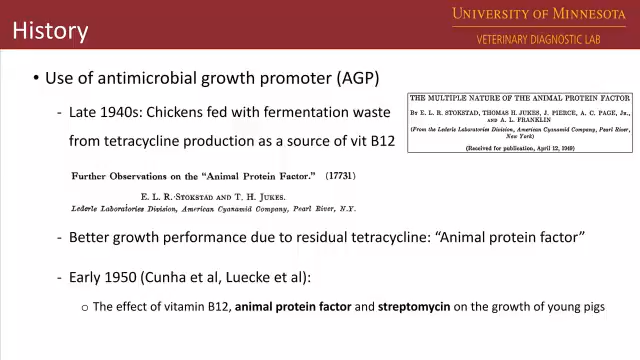 History
UNIVERSITY OF MINNESOTA
VETERINARY DIAGNOSTIC LAB
• Use of antimicrobial growth promoter (AGP)
- Late 1940s: Chickens fed with fermentation waste
from tetracycline production as a source of vit B12
THE MULTIPLE NATURE OF THE ANIMAL PROTEIN FACTOR
BY E. L. R. STOKSTAD, THOMAS H. JUKES, J. PIERCE, A. C. PAGE, JR.,
AND A. L. FRANKLIN
(From the Lederle Laboratories Division, American Cyanamid Company, Pearl River,
New York)
(Received for publication, April 12, 1949)
Further Observations on the "Animal Protein Factor." (17731)
E. L. R. STOKSTAD AND T. H. JUKES.
Lederle Laboratories Division, American Cyanamid Company, Pearl River, N.Y.
- Better growth performance due to residual tetracycline: “Animal protein factor”
- Early 1950 (Cunha et al, Luecke et al):
o The effect of vitamin B12, animal protein factor and streptomycin on the growth of young pigs